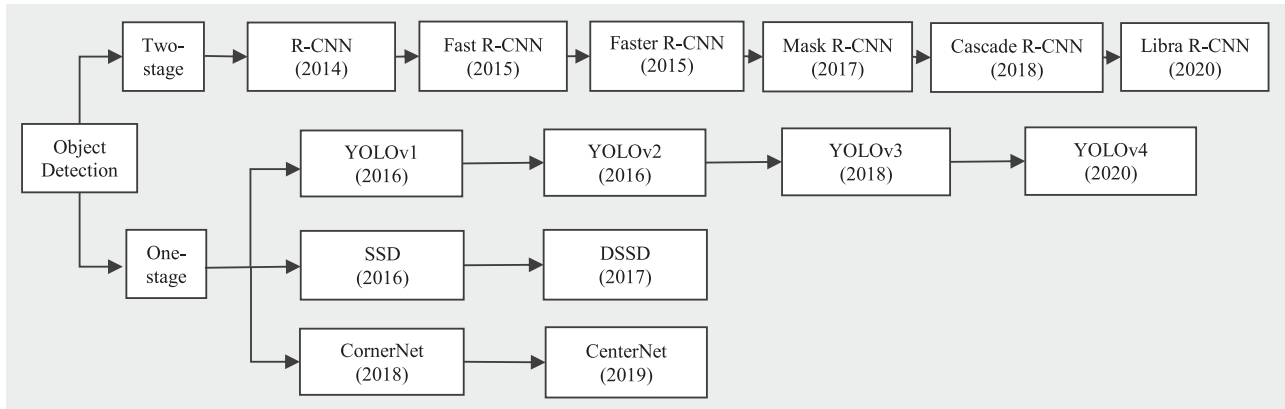 Two-
stage
R-CNN
(2014)
Fast R-CNN
(2015)
Faster R-CNN
(2015)
Mask R-CNN
(2017)
Cascade R-CNN
(2018)
Libra R-CNN
(2020)
Object
Detection
YOLOv1
(2016)
YOLOv2
(2016)
YOLOv3
(2018)
YOLOv4
(2020)
One-
stage
SSD
(2016)
DSSD
(2017)
CornerNet
(2018)
CenterNet
(2019)